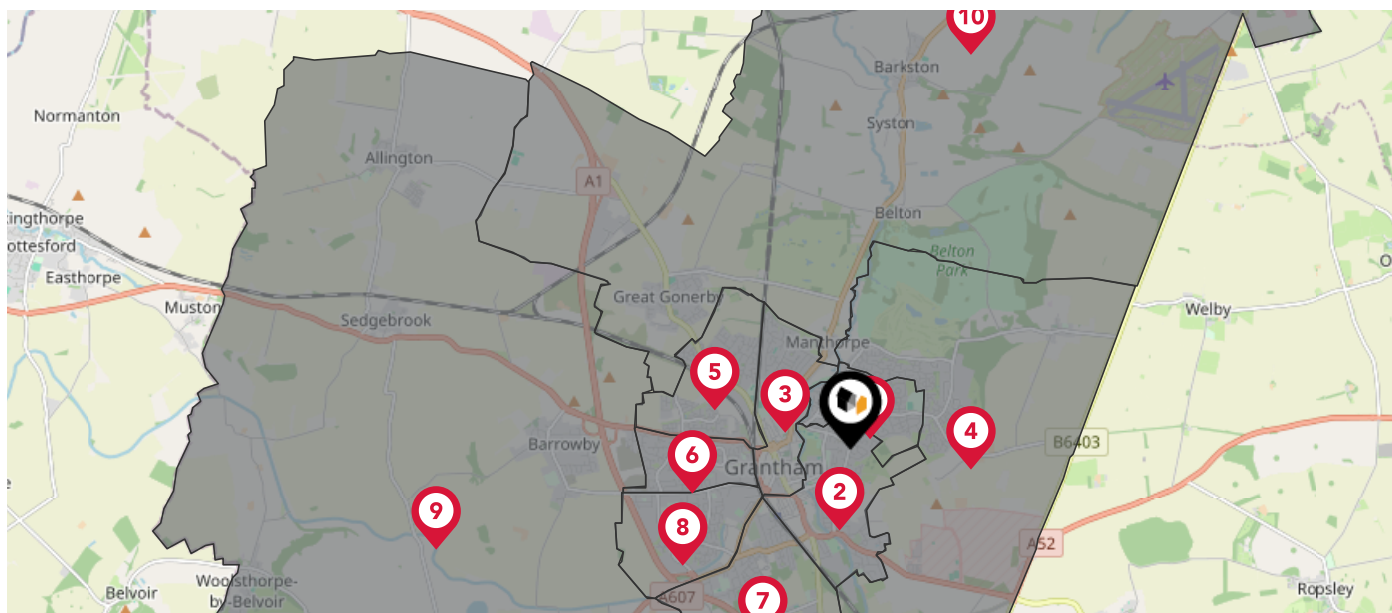 10
Barkston
Normanton
Syston
Allington
A1
Belton
Belton
Park
ottesford
Easthorpe
Great Gonerby
Muston
Sedgebrook
Welby
Manthorpe
5
3
4
B6403
Barrowby
6
Grantham
2
9
8
A52
Woolsthorpe-
by-Belvoir
Belvoir
A607
7
Ropsley